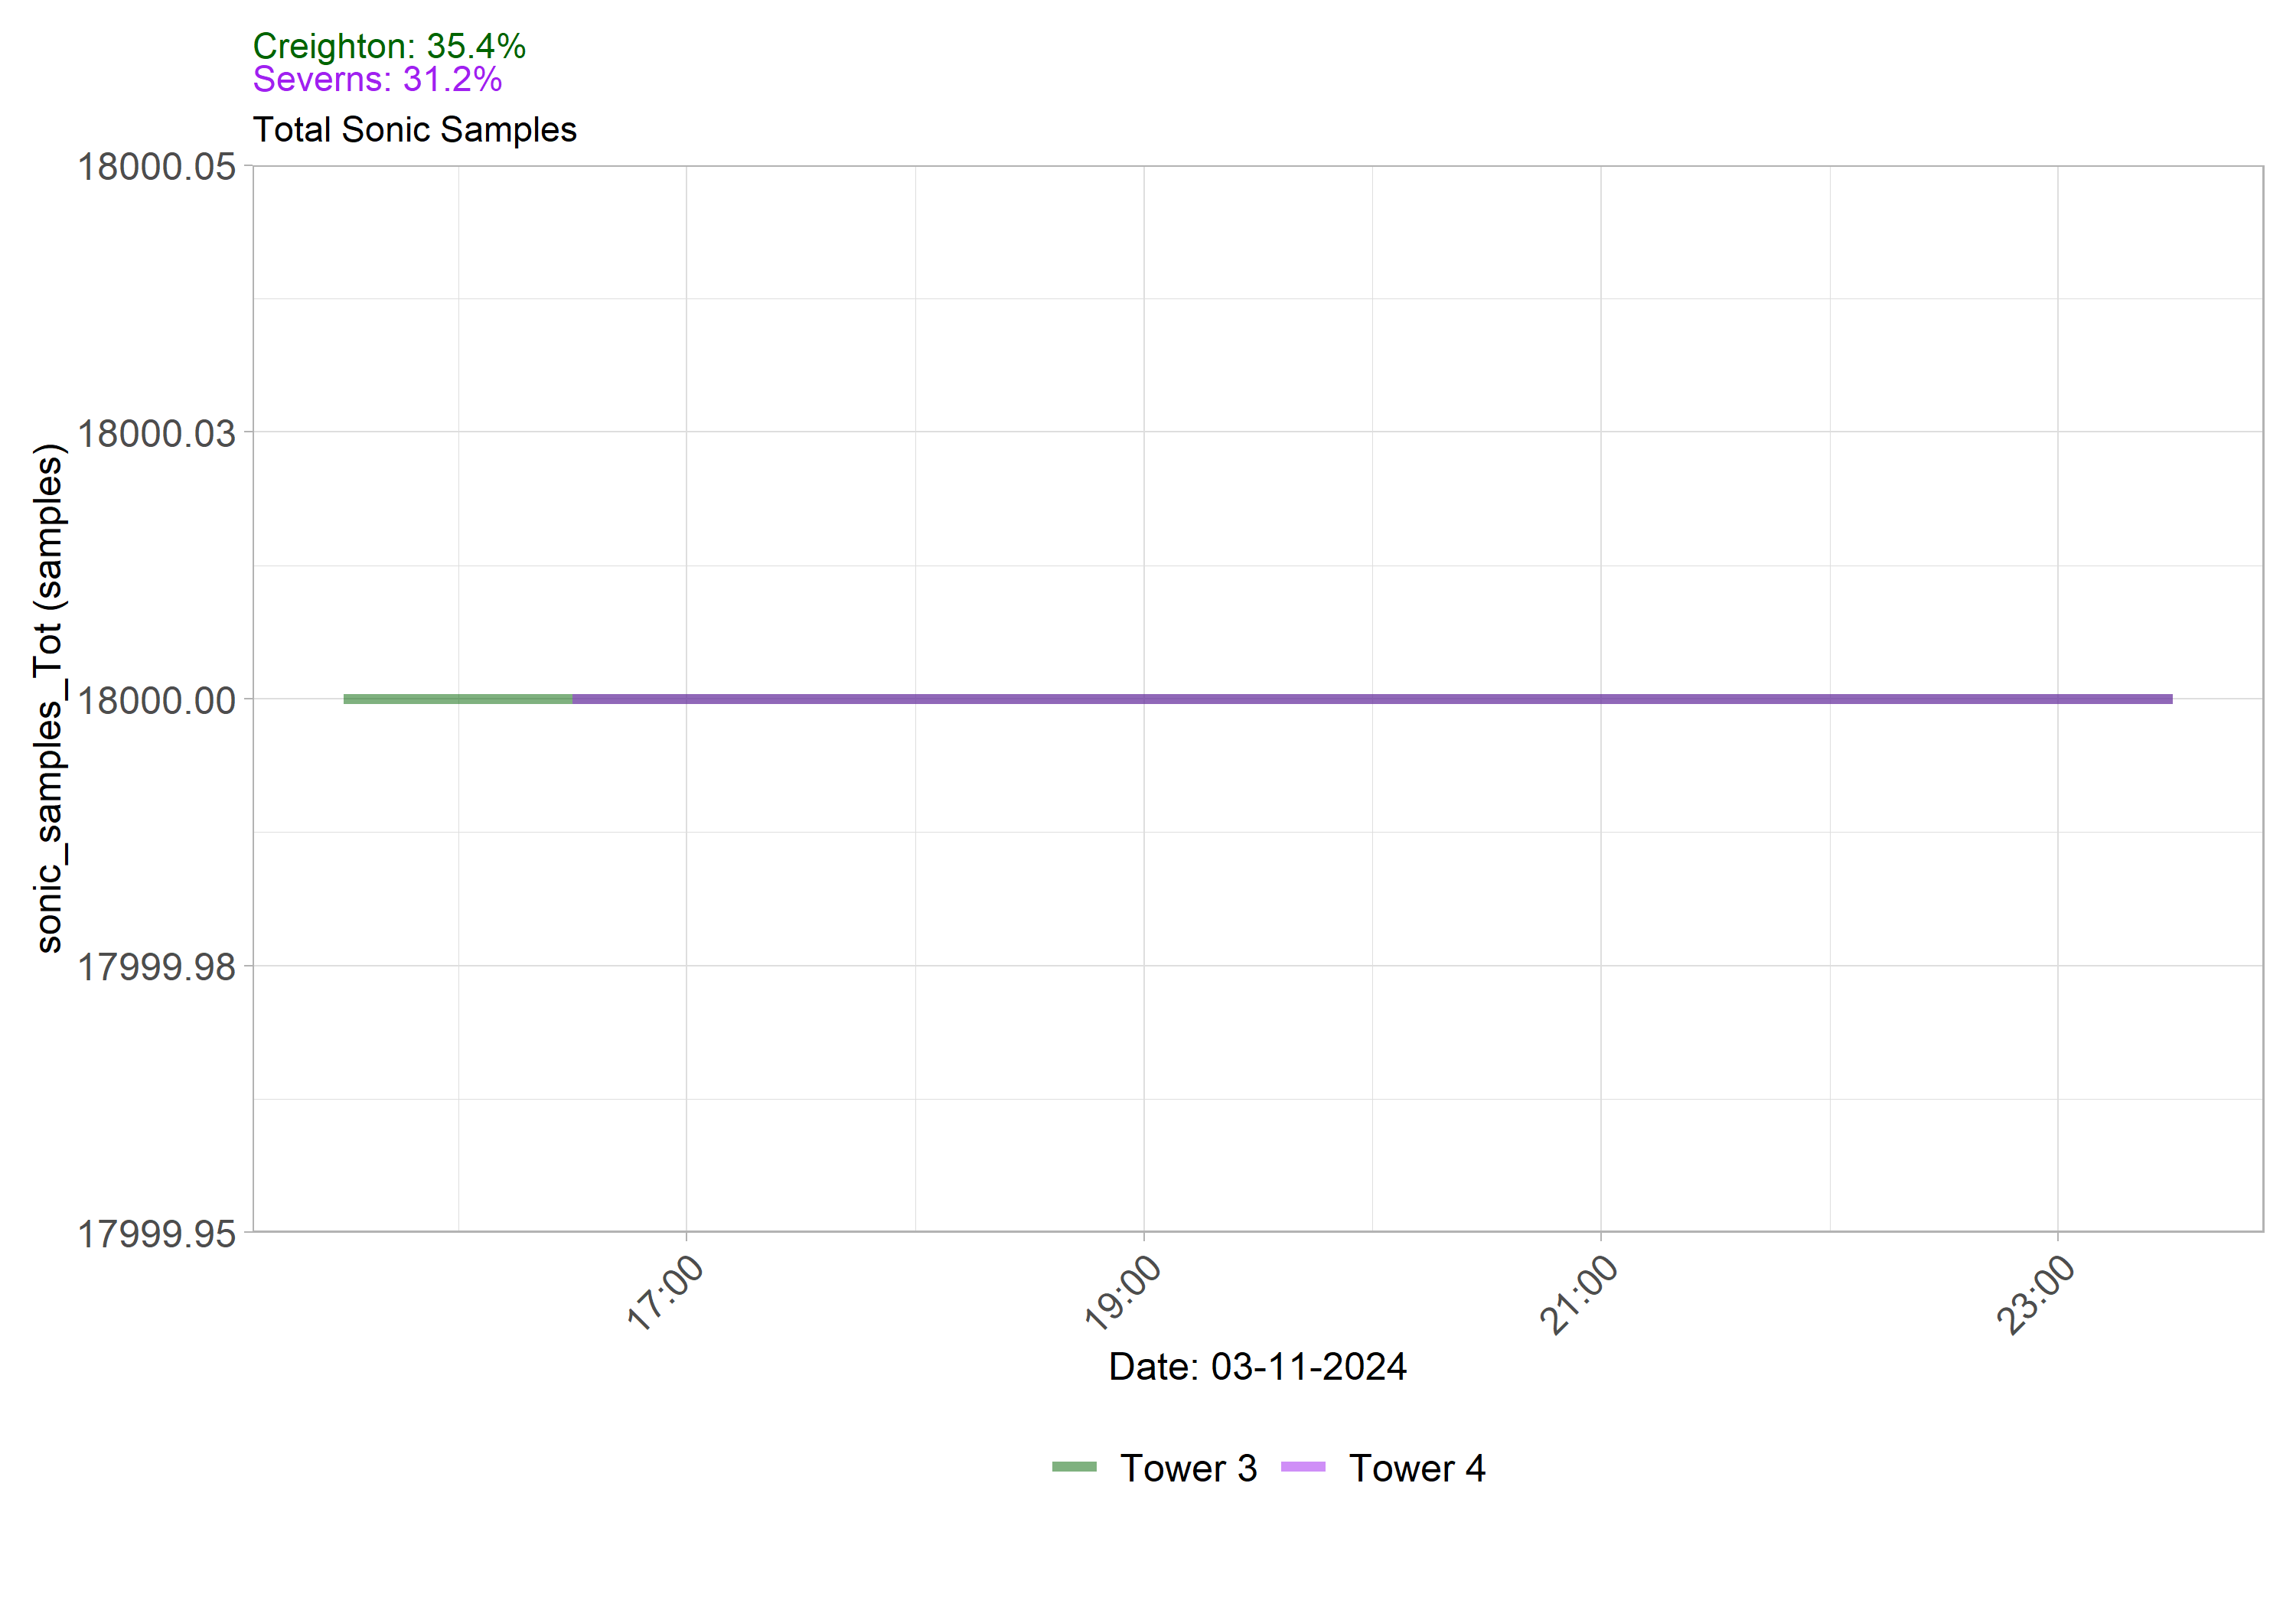 Creighton: 35.4%
Severns: 31.2%
Total Sonic Samples
18000.05
18000.03
18000.00
17999.98
17999.95
sonic_samples_Tot (samples)
17:00
19:00
21:00
23:00
Date: 03-11-2024
Tower 3
Tower 4